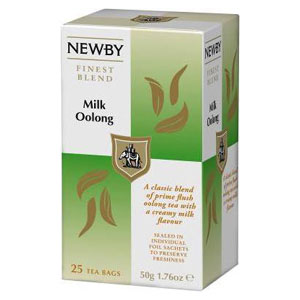 NEWBY
FINEST
BLEND
Milk
Oolong
A classic blend
of prime flush
oolong tea with
a creamy milk
flavour
SEALED IN
INDIVIDUAL
FOIL SACHETS
TO PRESERVE
FRESHNESS
25 TEA BAGS
50g 1.76oz